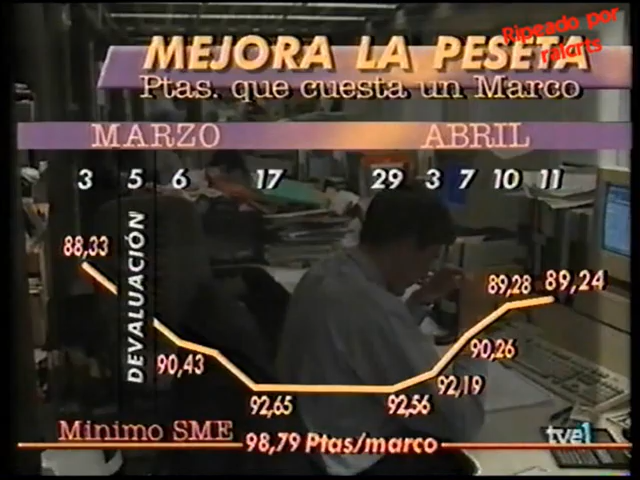 Ripeado por
ralerts
MEJORA LA PESETA
Ptas. que cuesta un Marco
MARZO ABRIL
3 5 6 17 29 3 7 10 11
88,33
DEVALUACIÓN
90,43
92,65
92,56
92,19
90,26
89,28
89,24
Mínimo SME 98,79 Ptas/marco
tve1